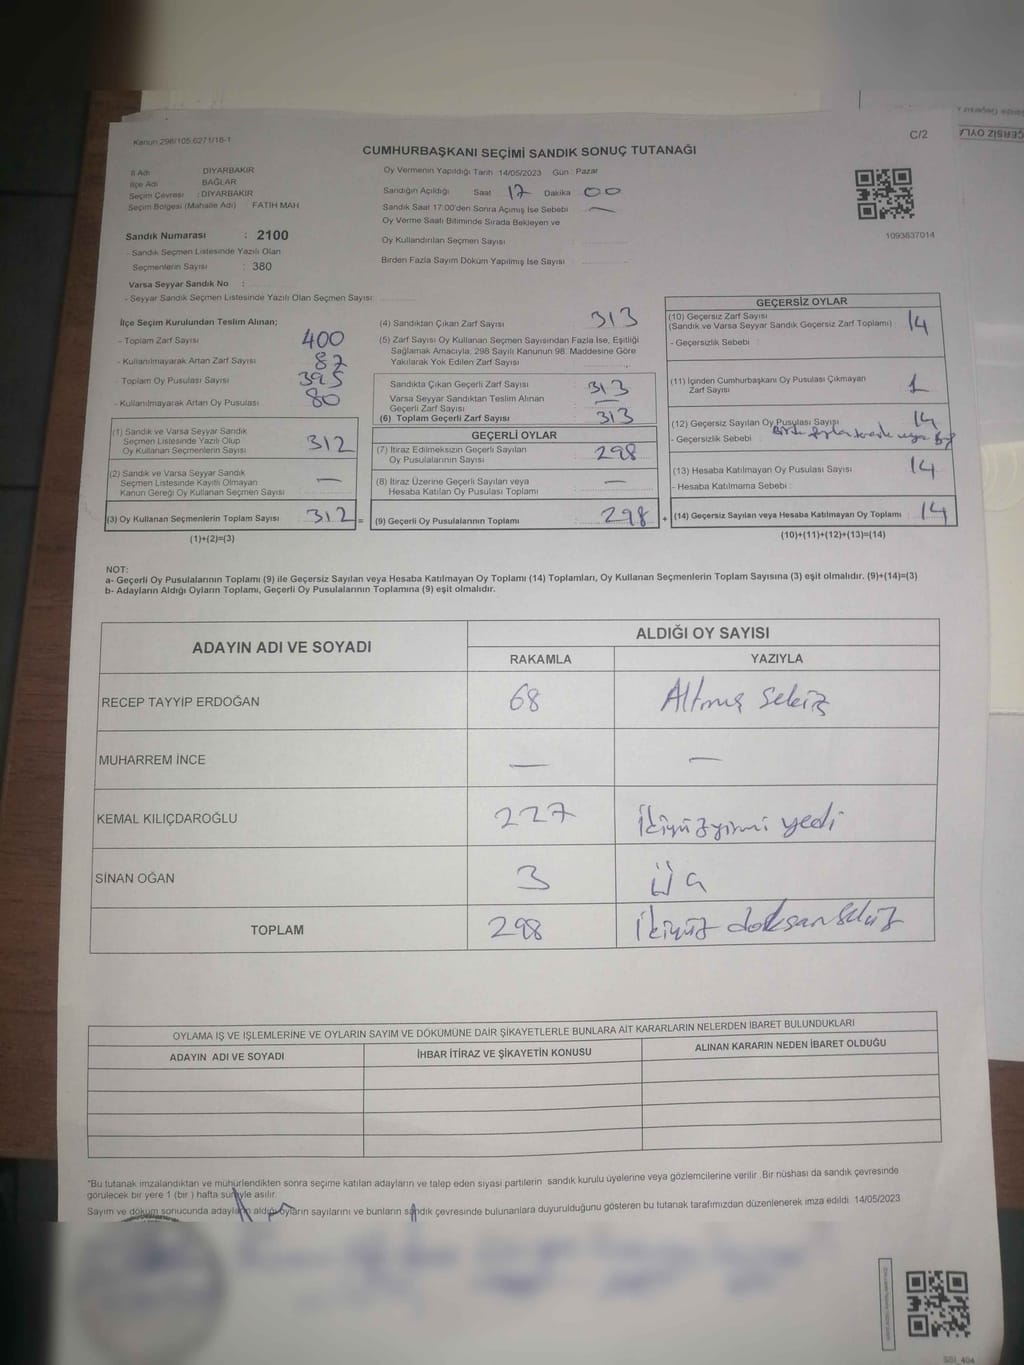 Kanun 298/105.6271/18-1
C/2
CUMHURBAŞKANI SEÇİMİ SANDIK SONUÇ TUTANAĞI
İl Adı : DİYARBAKIR
İlçe Adı : BAĞLAR
Seçim Çevresi : DİYARBAKIR
Seçim Bölgesi (Mahalle Adı) : FATİH MAH
Sandık Numarası : 2100
- Sandık Seçmen Listesinde Yazılı Olan
Seçmenlerin Sayısı : 380
Varsa Seyyar Sandık No :
- Seyyar Sandık Seçmen Listesinde Yazılı Olan Seçmen Sayısı:
Oy Vermenin Yapıldığı Tarih 14/05/2023 Gün : Pazar
Sandığın Açıldığı Saat 17 Dakika 00
Sandık Saat 17:00'den Sonra Açımış İse Sebebi : —
Oy Verme Saati Bitiminde Sırada Bekleyen ve
Oy Kullandırılan Seçmen Sayısı :
Birden Fazla Sayım Döküm Yapılmış İse Sayısı :
1093837014
İlçe Seçim Kurulundan Teslim Alınan;
- Toplam Zarf Sayısı : 400
- Kullanılmayarak Artan Zarf Sayısı : 87
- Toplam Oy Pusulası Sayısı : 395
- Kullanılmayarak Artan Oy Pusulası : 80
(1) Sandık ve Varsa Seyyar Sandık
Seçmen Listesinde Yazılı Olup
Oy Kullanan Seçmenlerin Sayısı : 312
(2) Sandık ve Varsa Seyyar Sandık
Seçmen Listesinde Kayıtlı Olmayan
Kanun Gereği Oy Kullanan Seçmen Sayısı : —
(3) Oy Kullanan Seçmenlerin Toplam Sayısı : 312 =
(1)+(2)=(3)
(4) Sandıktan Çıkan Zarf Sayısı : 313
(5) Zarf Sayısı Oy Kullanan Seçmen Sayısından Fazla İse, Eşitliği
Sağlamak Amacıyla, 298 Sayılı Kanunun 98. Maddesine Göre
Yakılarak Yok Edilen Zarf Sayısı :
Sandıkta Çıkan Geçerli Zarf Sayısı : 313
Varsa Seyyar Sandıktan Teslim Alınan
Geçerli Zarf Sayısı : —
(6) Toplam Geçerli Zarf Sayısı : 313
GEÇERLİ OYLAR
(7) İtiraz Edilmeksizin Geçerli Sayılan
Oy Pusulalarının Sayısı : 298
(8) İtiraz Üzerine Geçerli Sayılan veya
Hesaba Katılan Oy Pusulası Toplamı : —
(9) Geçerli Oy Pusulalarının Toplamı : 298 +
GEÇERSİZ OYLAR
(10) Geçersiz Zarf Sayısı : 14
(Sandık ve Varsa Seyyar Sandık Geçersiz Zarf Toplamı)
- Geçersizlik Sebebi :
(11) İçinden Cumhurbaşkanı Oy Pusulası Çıkmayan
Zarf Sayısı : 1
(12) Geçersiz Sayılan Oy Pusulası Sayısı : 14
- Geçersizlik Sebebi :
(13) Hesaba Katılmayan Oy Pusulası Sayısı : 14
- Hesaba Katılmama Sebebi :
(14) Geçersiz Sayılan veya Hesaba Katılmayan Oy Toplamı : 14
(10)+(11)+(12)+(13)=(14)
NOT:
a- Geçerli Oy Pusulalarının Toplamı (9) ile Geçersiz Sayılan veya Hesaba Katılmayan Oy Toplamı (14) Toplamları, Oy Kullanan Seçmenlerin Toplam Sayısına (3) eşit olmalıdır. (9)+(14)=(3)
b- Adayların Aldığı Oyların Toplamı, Geçerli Oy Pusulalarının Toplamına (9) eşit olmalıdır.
ADAYIN ADI VE SOYADI ALDIĞI OY SAYISI
RAKAMLA YAZIYLA
RECEP TAYYİP ERDOĞAN 68 Altmış sekiz
MUHARREM İNCE — —
KEMAL KILIÇDAROĞLU 227 ikiyüzyirmi yedi
SİNAN OĞAN 3 üç
TOPLAM 298 ikiyüz doksansekiz
OYLAMA İŞ VE İŞLEMLERİNE VE OYLARIN SAYIM VE DÖKÜMÜNE DAİR ŞİKAYETLERLE BUNLARA AİT KARARLARIN NELERDEN İBARET BULUNDUKLARI
ADAYIN ADI VE SOYADI İHBAR İTİRAZ VE ŞİKAYETİN KONUSU ALINAN KARARIN NEDEN İBARET OLDUĞU
"Bu tutanak imzalandıktan ve mühürlendikten sonra seçime katılan adayların ve talep eden siyasi partilerin sandık kurulu üyelerine veya gözlemcilerine verilir. Bir nüshası da sandık çevresinde
görülecek bir yere 1 (bir ) hafta süreyle asılır.
Sayım ve döküm sonucunda adayların aldığı oyların sayılarını ve bunların sandık çevresinde bulunanlara duyurulduğunu gösteren bu tutanak tarafımızdan düzenlenerek imza edildi. 14/05/2023